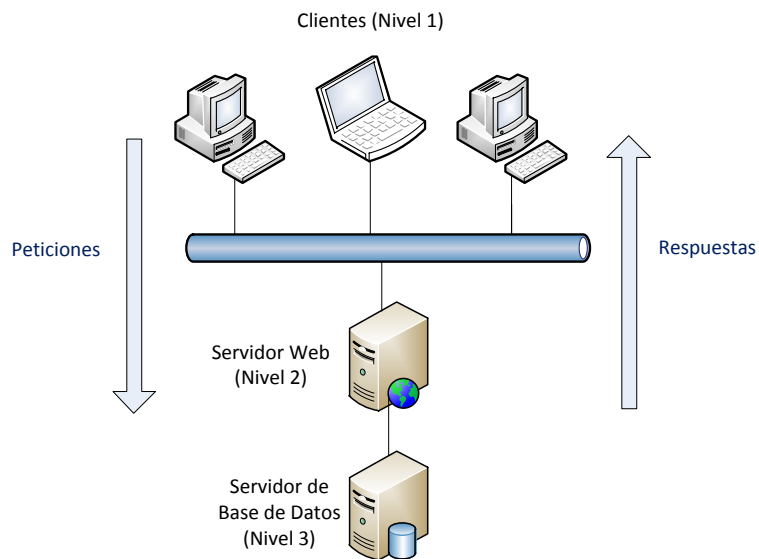 Clientes (Nivel 1)
Peticiones
Respuestas
Servidor Web
(Nivel 2)
Servidor de
Base de Datos
(Nivel 3)